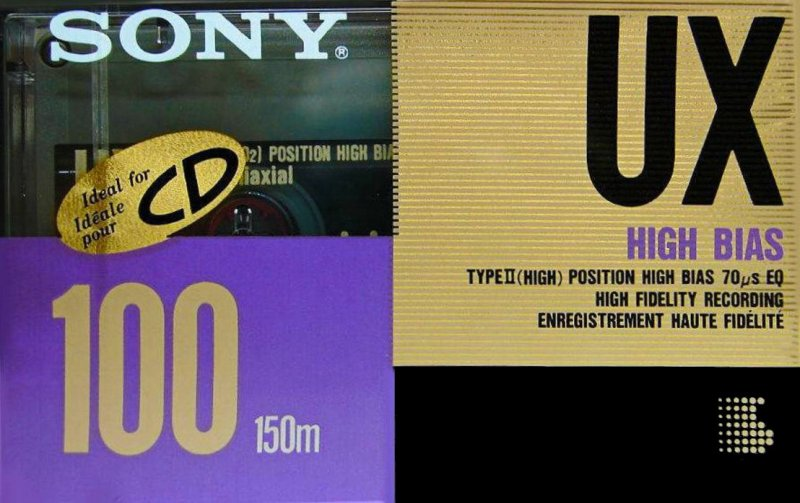 SONY®
POSITION HIGH
iaxial
Ideal for
Idéale
pour
CD
100
150m
UX
HIGH BIAS
TYPEⅡ(HIGH) POSITION HIGH BIAS 70μs EQ
HIGH FIDELITY RECORDING
ENREGISTREMENT HAUTE FIDÉLITÉ